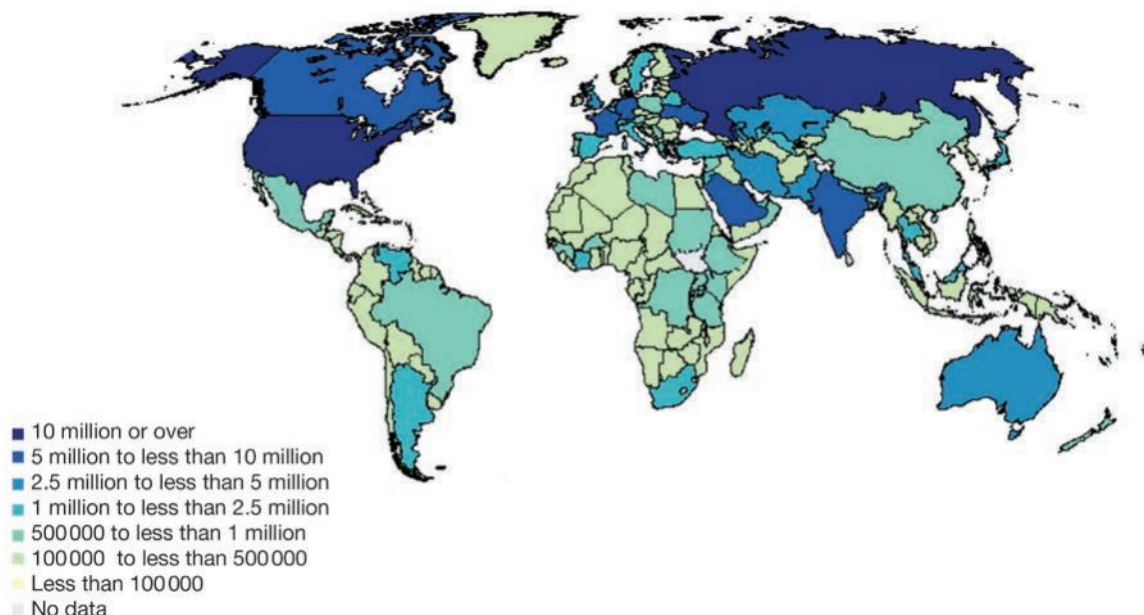 10 million or over
5 million to less than 10 million
2.5 million to less than 5 million
1 million to less than 2.5 million
500 000 to less than 1 million
100 000 to less than 500 000
Less than 100 000
No data